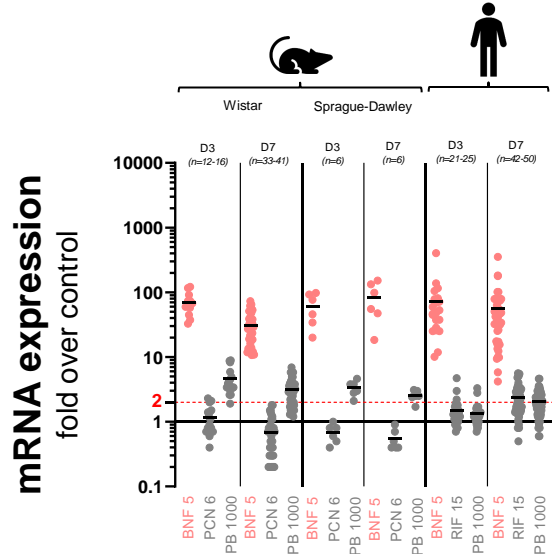 Wistar
Sprague-Dawley
D3
(n=12-16)
D7
(n=33-41)
D3
(n=6)
D7
(n=6)
D3
(n=21-25)
D7
(n=42-50)
mRNA expression
fold over control
10000
1000
100
10
2
1
0.1
BNF 5
PCN 6
PB 1000
BNF 5
PCN 6
PB 1000
BNF 5
PCN 6
PB 1000
BNF 5
PCN 6
PB 1000
BNF 5
RIF 15
PB 1000
BNF 5
RIF 15
PB 1000